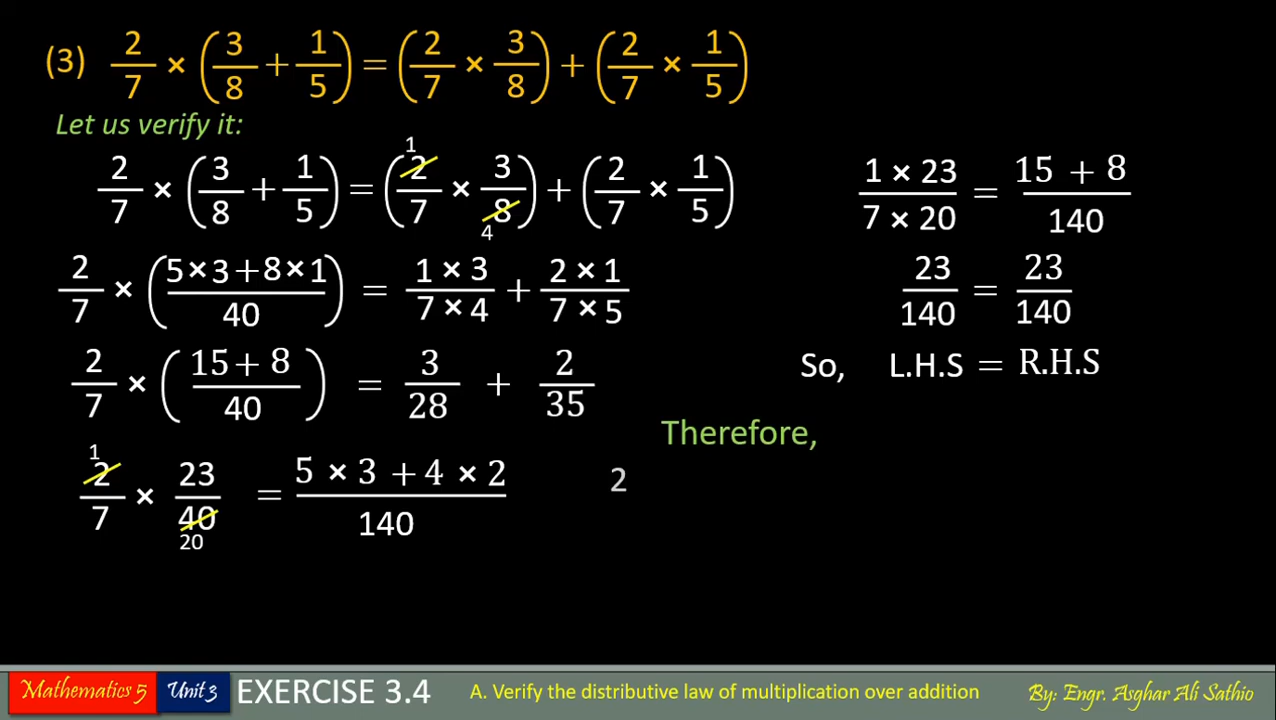 (3) 2/7 × (3/8 + 1/5) = (2/7 × 3/8) + (2/7 × 1/5)
Let us verify it:
2/7 × (3/8 + 1/5) = (2/7 × 3/8) + (2/7 × 1/5)
1
4
2/7 × (5×3+8×1/40) = 1 × 3/7 × 4 + 2 × 1/7 × 5
2/7 × (15+ 8/40) = 3/28 + 2/35
1
2/7 × 23/40 = 5 × 3 + 4 × 2/140
20
1 × 23/7 × 20 = 15 + 8/140
23/140 = 23/140
So, L.H.S = R.H.S
Therefore,
2
Mathematics 5 Unit 3 EXERCISE 3.4 A. Verify the distributive law of multiplication over addition By: Engr. Asghar Ali Sathio